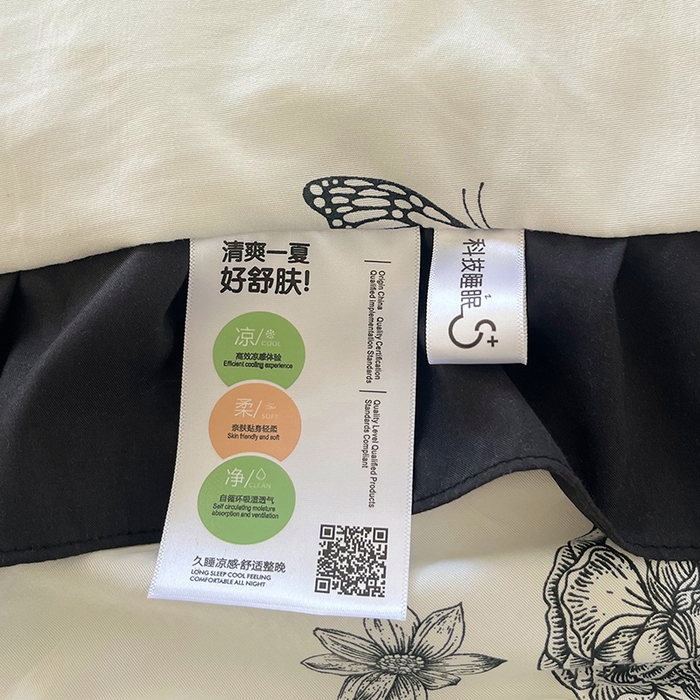 清爽一夏
好舒肤!
凉/
COOL
高效凉感体验
Efficient cooling experience
柔/
SOFT
亲肤贴身轻柔
Skin friendly and soft
净/
CLEAN
自循环吸湿透气
Self circulating moisture
absorption and ventilation
久睡凉感·舒适整晚
LONG SLEEP COOL FEELING
COMFORTABLE ALL NIGHT
Origin China Quality Certification
Qualified Implementation Standards
Quality Level Qualified Products
Standards Compliant
科技睡眠
S+